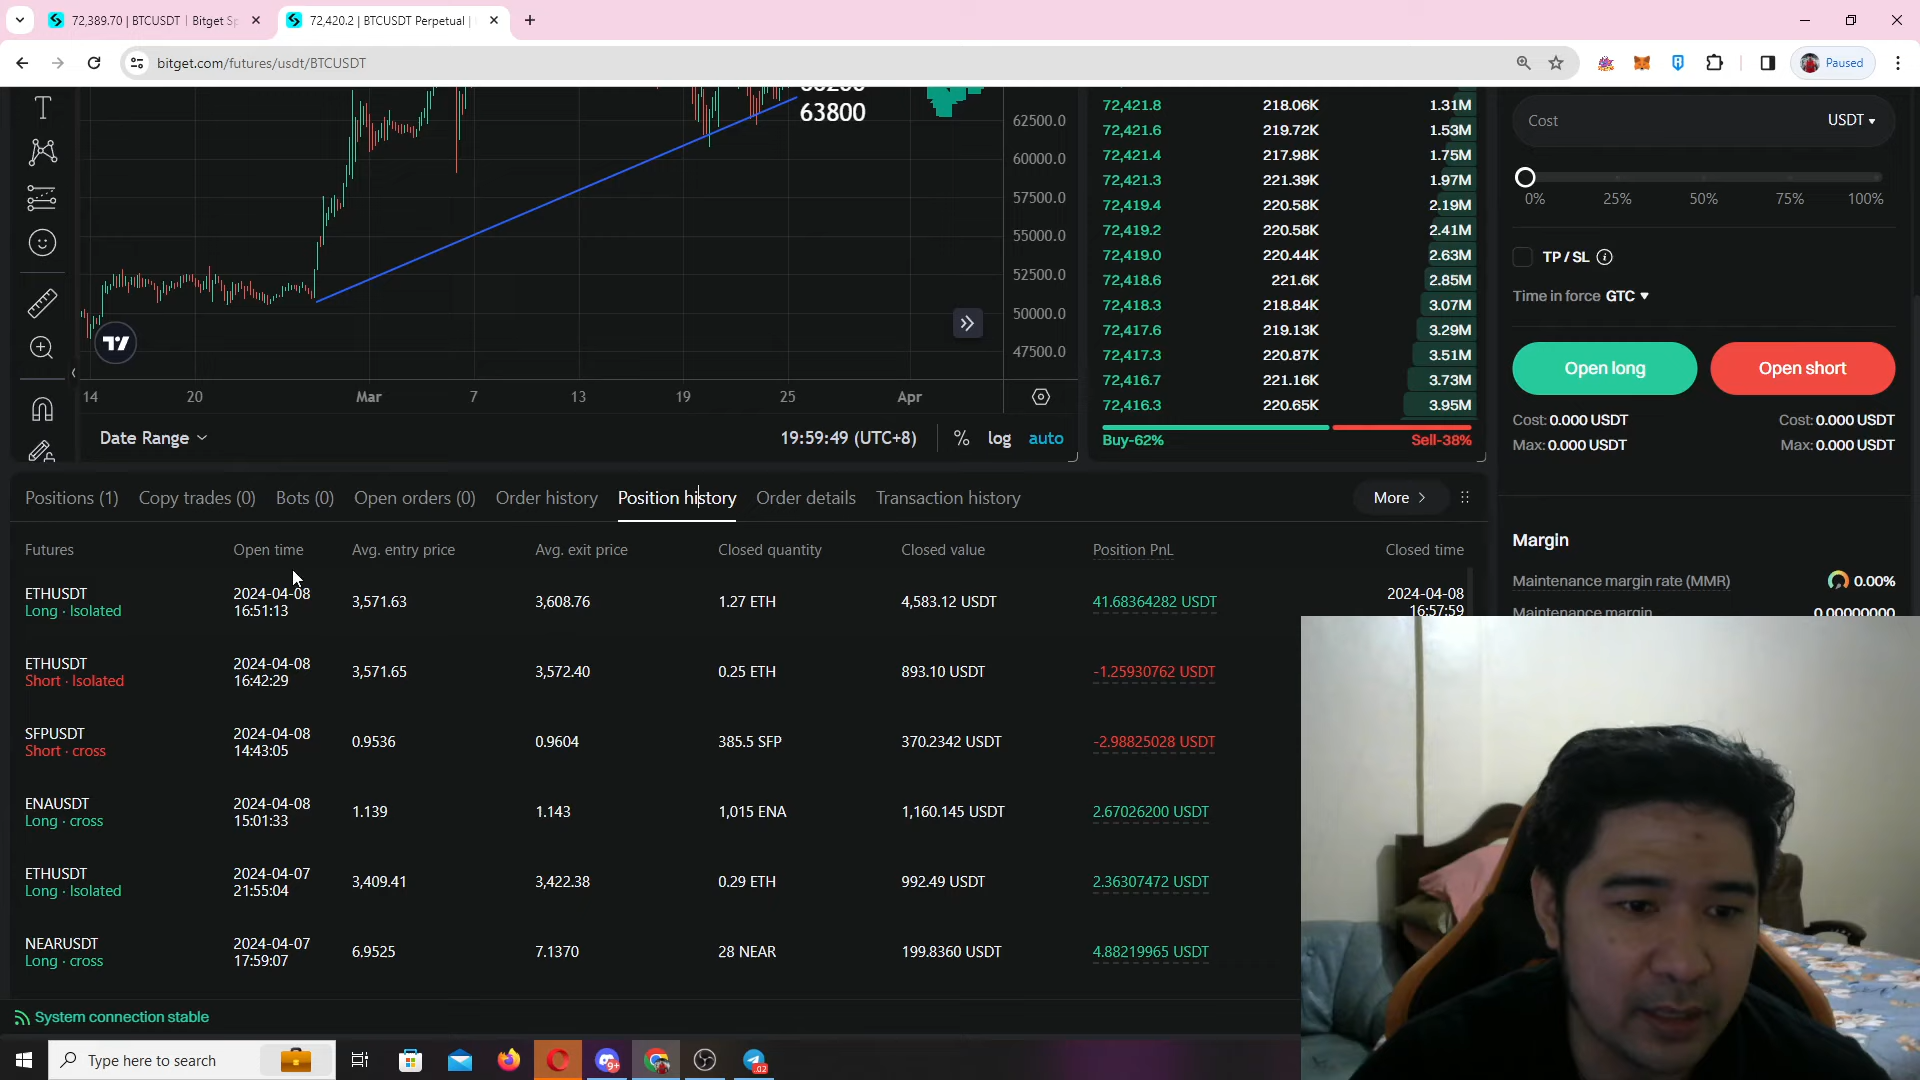 72,389.70 | BTCUSDT | Bitget Sp
72,420.2 | BTCUSDT Perpetual |
bitget.com/futures/usdt/BTCUSDT
Paused
63800
62500.0
60000.0
57500.0
55000.0
52500.0
50000.0
47500.0
14 20 Mar 7 13 19 25 Apr
Date Range
19:59:49 (UTC+8) % log auto
72,421.8 218.06K 1.31M
72,421.6 219.72K 1.53M
72,421.4 217.98K 1.75M
72,421.3 221.39K 1.97M
72,419.4 220.58K 2.19M
72,419.2 220.58K 2.41M
72,419.0 220.44K 2.63M
72,418.6 221.6K 2.85M
72,418.3 218.84K 3.07M
72,417.6 219.13K 3.29M
72,417.3 220.87K 3.51M
72,416.7 221.16K 3.73M
72,416.3 220.65K 3.95M
Buy-62% Sell-38%
Cost USDT
0% 25% 50% 75% 100%
TP / SL
Time in force GTC
Open long Open short
Cost: 0.000 USDT Cost: 0.000 USDT
Max: 0.000 USDT Max: 0.000 USDT
Margin
Maintenance margin rate (MMR) 0.00%
Maintenance margin 0.00000000
Positions (1) Copy trades (0) Bots (0) Open orders (0) Order history Position history Order details Transaction history More
Futures Open time Avg. entry price Avg. exit price Closed quantity Closed value Position PnL Closed time
ETHUSDT 2024-04-08 3,571.63 3,608.76 1.27 ETH 4,583.12 USDT 41.68364282 USDT 2024-04-08
Long · Isolated 16:51:13 16:57:59
ETHUSDT 2024-04-08 3,571.65 3,572.40 0.25 ETH 893.10 USDT -1.25930762 USDT
Short · Isolated 16:42:29
SFPUSDT 2024-04-08 0.9536 0.9604 385.5 SFP 370.2342 USDT -2.98825028 USDT
Short · cross 14:43:05
ENAUSDT 2024-04-08 1.139 1.143 1,015 ENA 1,160.145 USDT 2.67026200 USDT
Long · cross 15:01:33
ETHUSDT 2024-04-07 3,409.41 3,422.38 0.29 ETH 992.49 USDT 2.36307472 USDT
Long · Isolated 21:55:04
NEARUSDT 2024-04-07 6.9525 7.1370 28 NEAR 199.8360 USDT 4.88219965 USDT
Long · cross 17:59:07
System connection stable
Type here to search